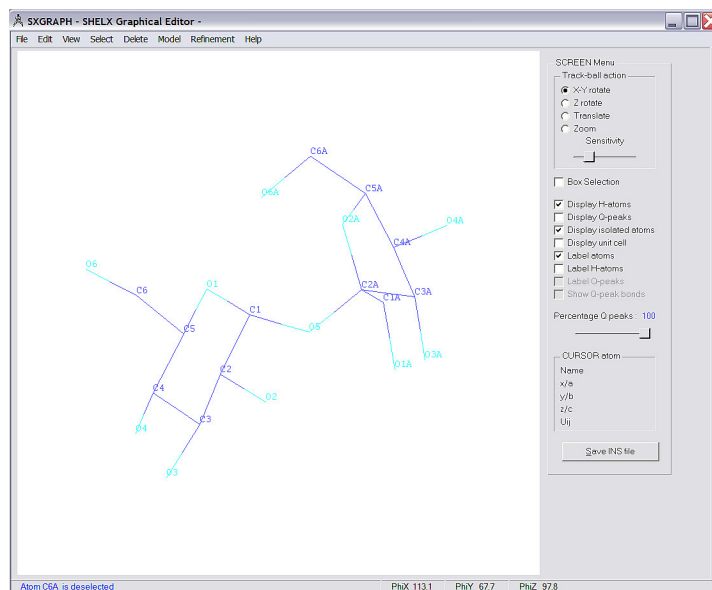 SXGRAPH - SHELX Graphical Editor -
File Edit View Select Delete Model Refinement Help
SCREEN Menu
Track-ball action
X-Y rotate
Z rotate
Translate
Zoom
Sensitivity
Box Selection
Display H-atoms
Display Q-peaks
Display isolated atoms
Display unit cell
Label atoms
Label H-atoms
Label Q-peaks
Show Q-peak bonds
Percentage Q peaks : 100
CURSOR atom
Name
x/a
y/b
z/c
Uij
Save INS file
C6A
C5A
O6A
O2A
O4A
C4A
O6
O1
C2A
C6
C1A C3A
C1
C5
O5
O1A
O3A
C2
C4
O2
C3
O4
O3
Atom C6A is deselected
PhiX 113.1 PhiY 67.7 PhiZ 97.8